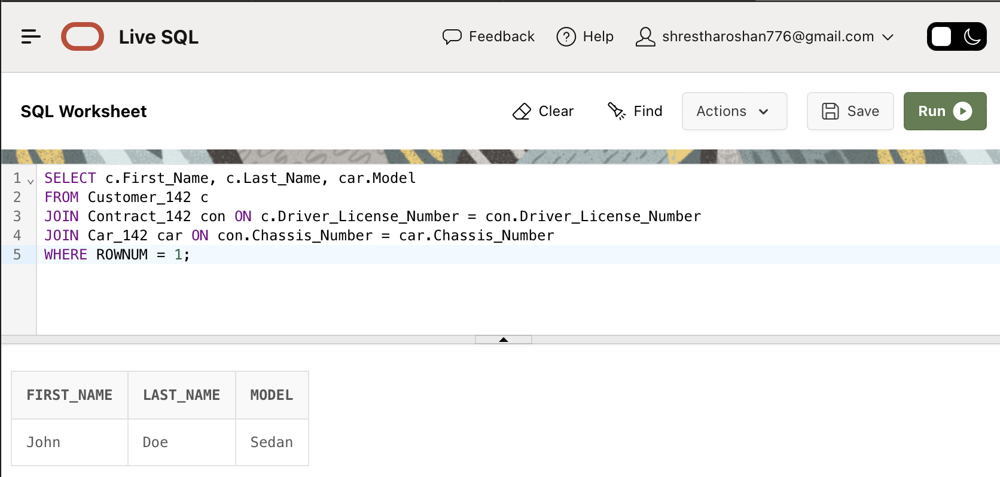 Live SQL Feedback Help shrestharoshan776@gmail.com
SQL Worksheet Clear Find Actions Save Run
1 SELECT c.First_Name, c.Last_Name, car.Model
2 FROM Customer_142 c
3 JOIN Contract_142 con ON c.Driver_License_Number = con.Driver_License_Number
4 JOIN Car_142 car ON con.Chassis_Number = car.Chassis_Number
5 WHERE ROWNUM = 1;
FIRST_NAME LAST_NAME MODEL
John Doe Sedan